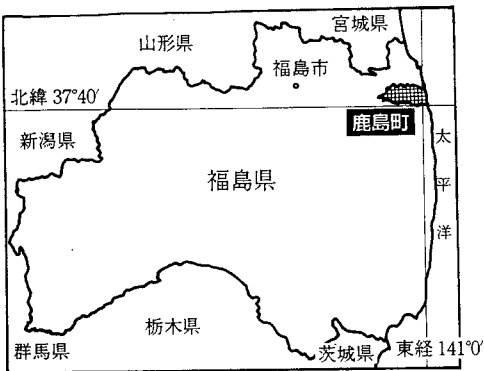 宮城県
山形県
福島市
北緯 37°40′
鹿島町
新潟県
太平洋
福島県
栃木県
群馬県
茨城県
東経 141°0′